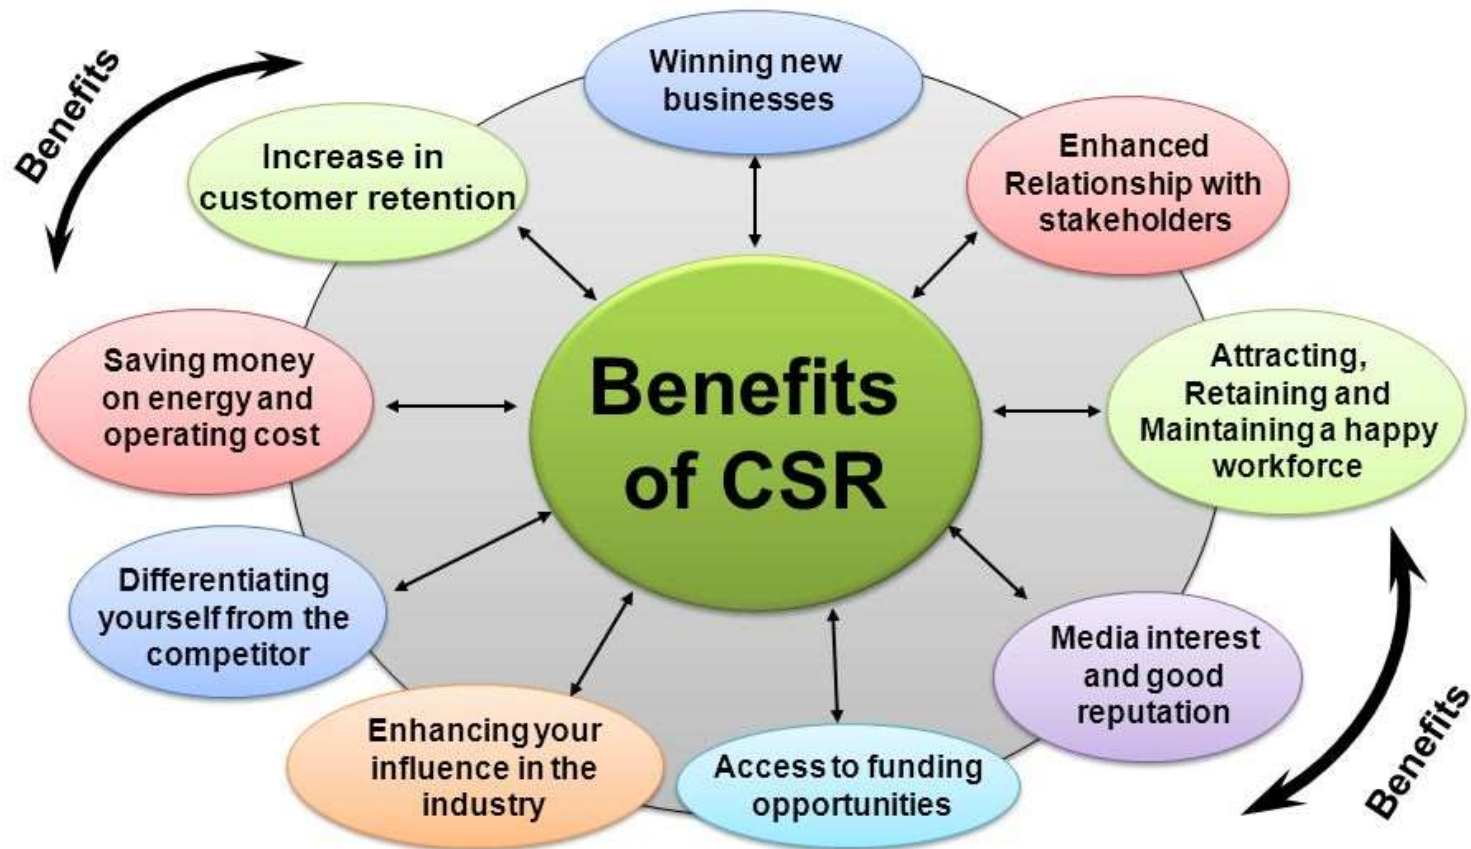 Benefits
Winning new
businesses
Increase in
customer retention
Enhanced
Relationship with
stakeholders
Saving money
on energy and
operating cost
Benefits
of CSR
Attracting,
Retaining and
Maintaining a happy
workforce
Differentiating
yourself from the
competitor
Media interest
and good
reputation
Enhancing your
influence in the
industry
Access to funding
opportunities
Benefits